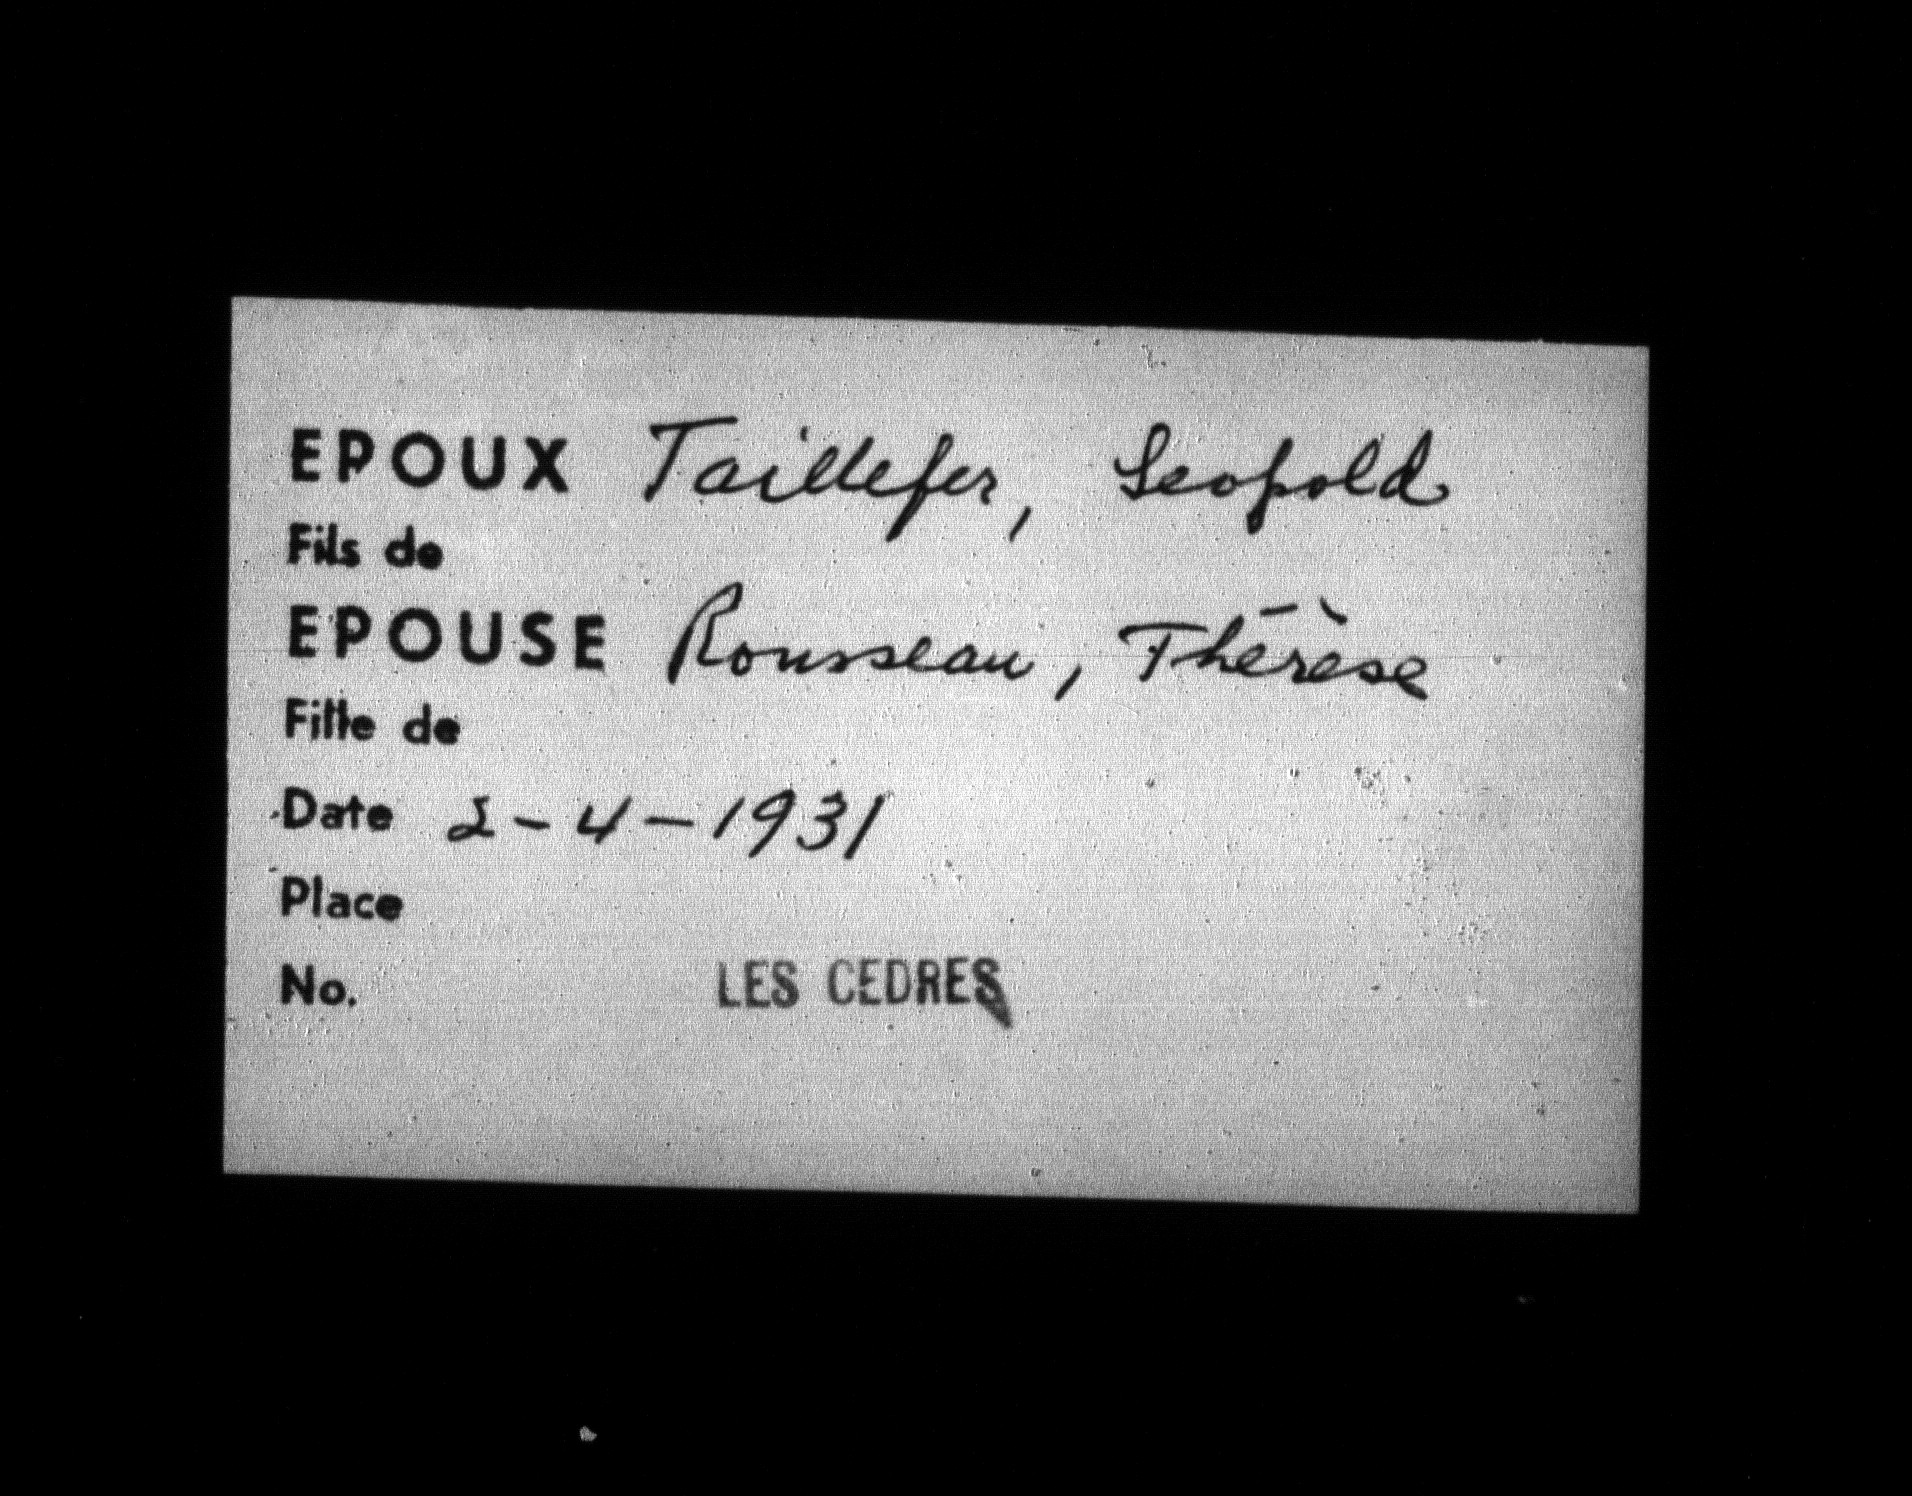 EPOUX Taillefer, Leopold
Fils de
EPOUSE Rousseau, Thérèse
Fille de
Date 2-4-1931
Place
No. LES CEDRES